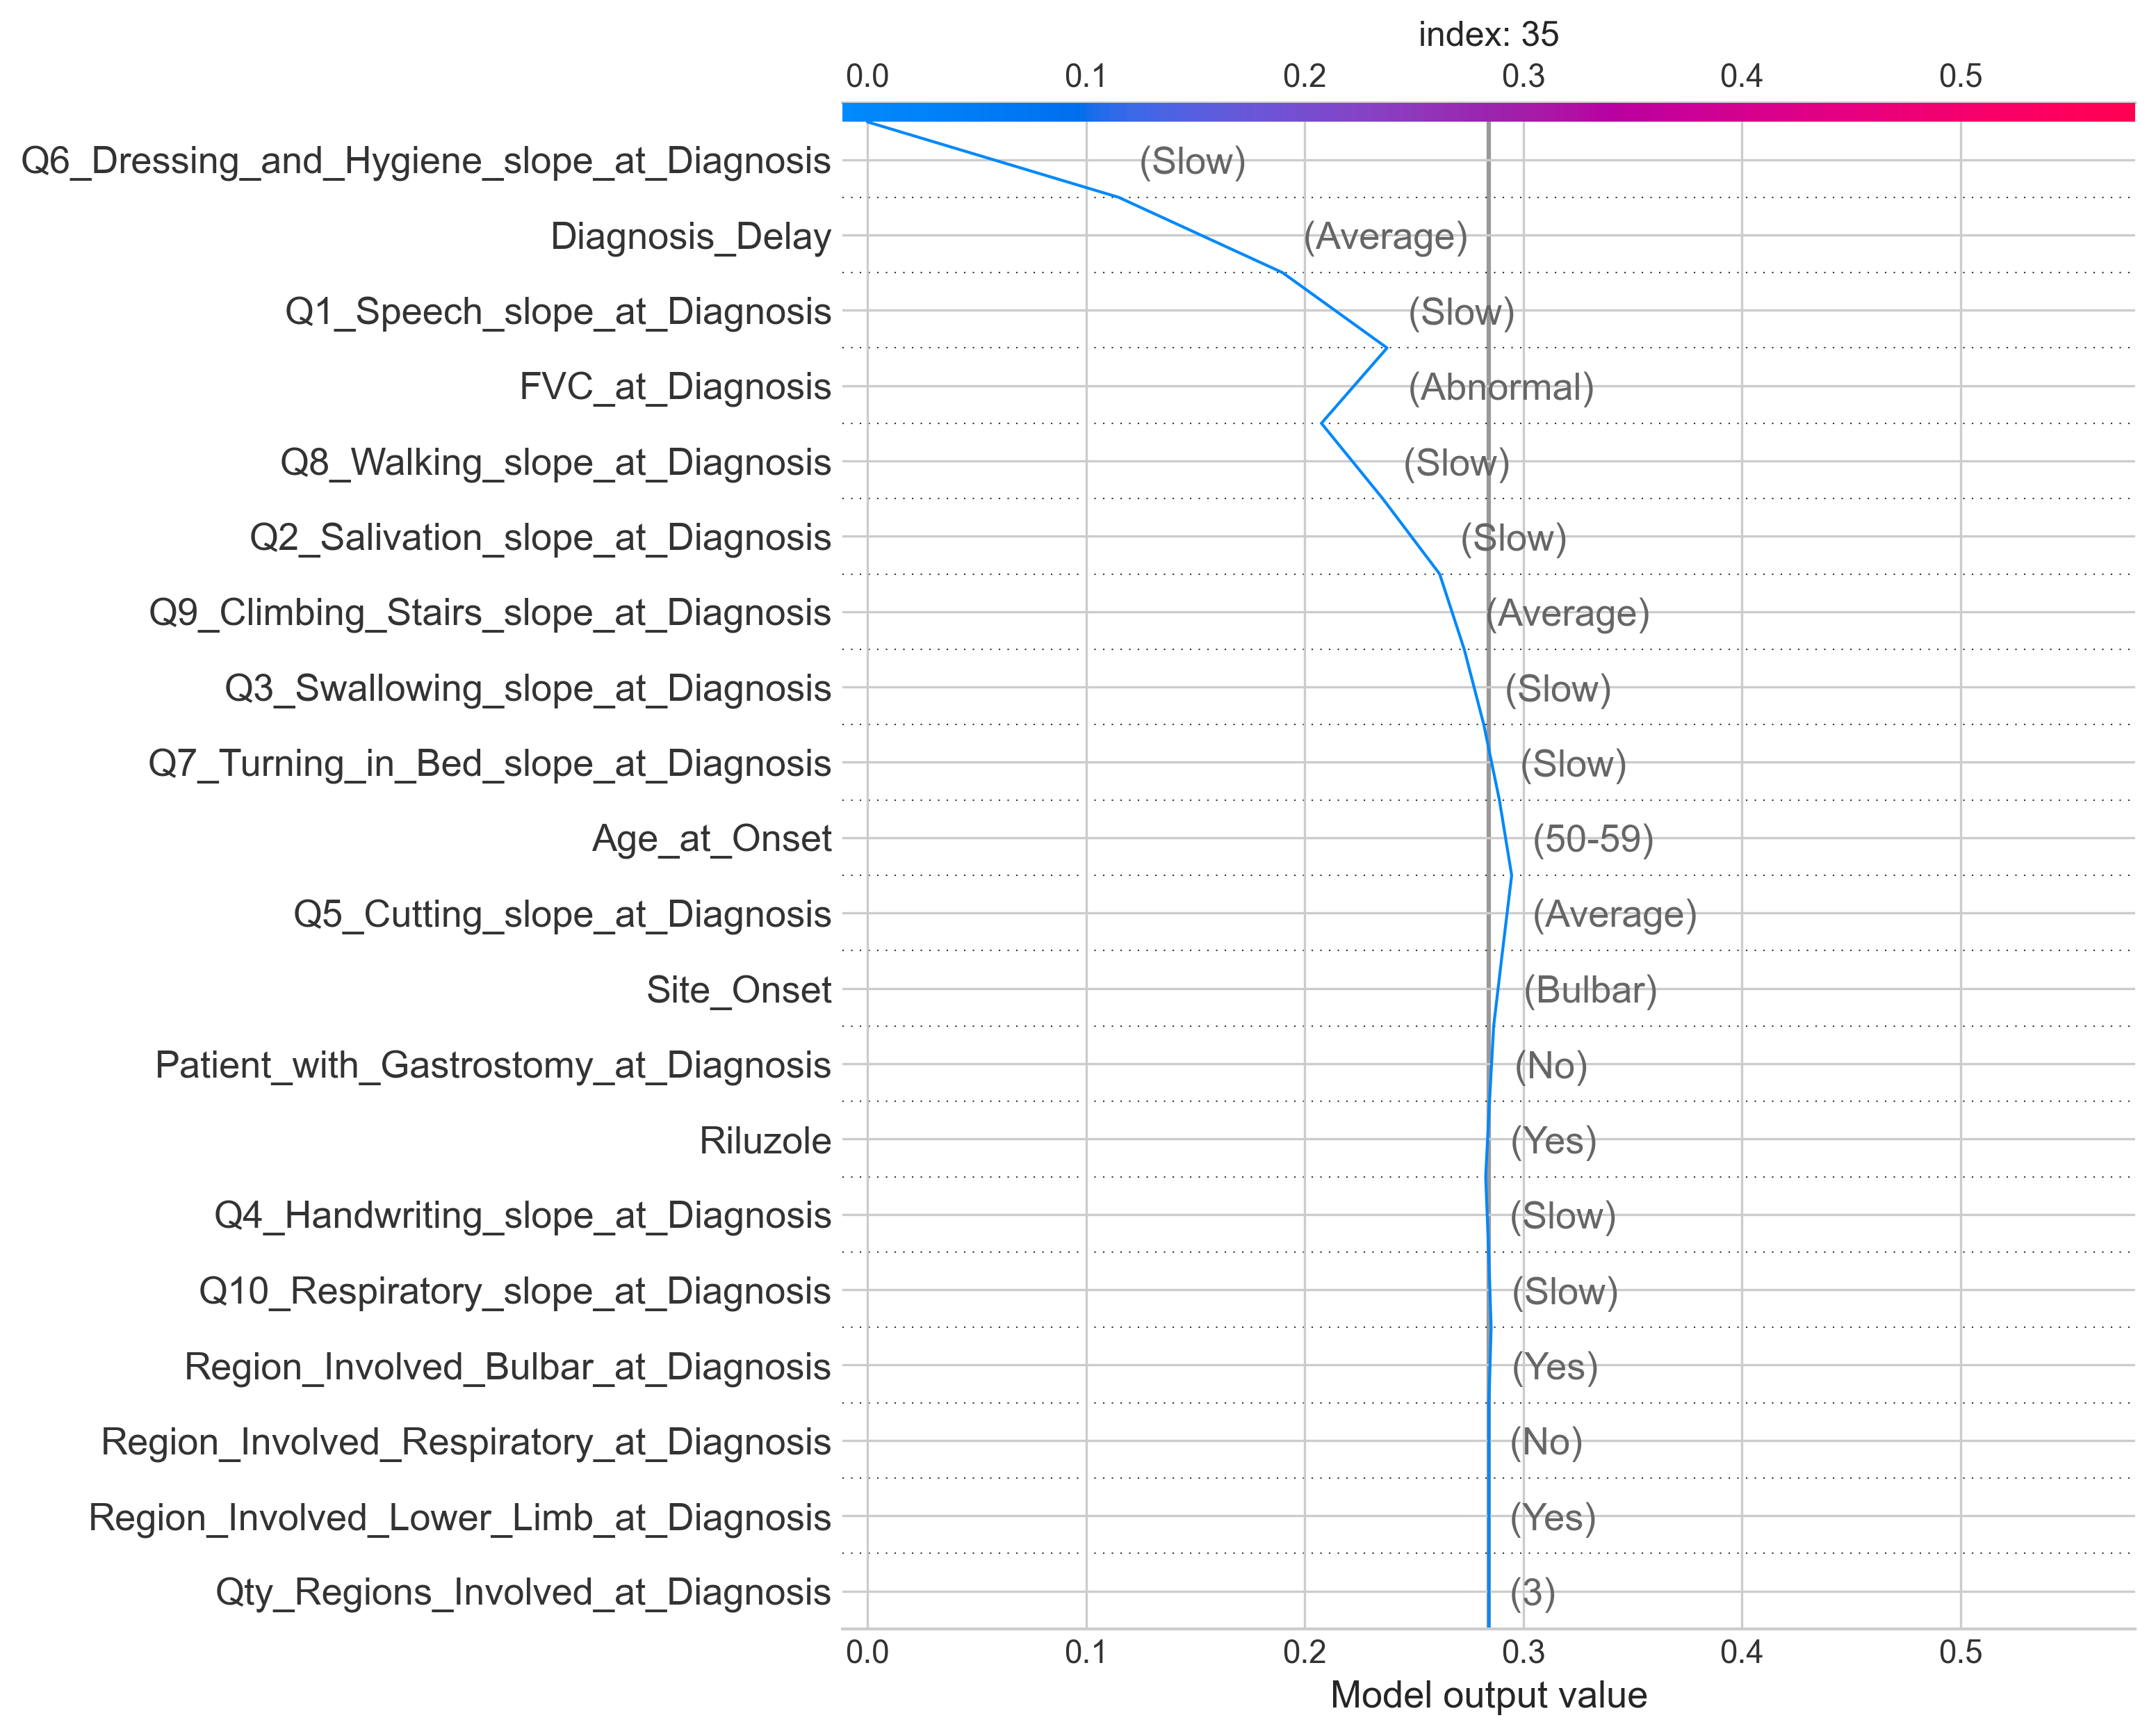 index: 35
0.0 0.1 0.2 0.3 0.4 0.5
Q6_Dressing_and_Hygiene_slope_at_Diagnosis (Slow)
Diagnosis_Delay (Average)
Q1_Speech_slope_at_Diagnosis (Slow)
FVC_at_Diagnosis (Abnormal)
Q8_Walking_slope_at_Diagnosis (Slow)
Q2_Salivation_slope_at_Diagnosis (Slow)
Q9_Climbing_Stairs_slope_at_Diagnosis (Average)
Q3_Swallowing_slope_at_Diagnosis (Slow)
Q7_Turning_in_Bed_slope_at_Diagnosis (Slow)
Age_at_Onset (50-59)
Q5_Cutting_slope_at_Diagnosis (Average)
Site_Onset (Bulbar)
Patient_with_Gastrostomy_at_Diagnosis (No)
Riluzole (Yes)
Q4_Handwriting_slope_at_Diagnosis (Slow)
Q10_Respiratory_slope_at_Diagnosis (Slow)
Region_Involved_Bulbar_at_Diagnosis (Yes)
Region_Involved_Respiratory_at_Diagnosis (No)
Region_Involved_Lower_Limb_at_Diagnosis (Yes)
Qty_Regions_Involved_at_Diagnosis (3)
0.0 0.1 0.2 0.3 0.4 0.5
Model output value